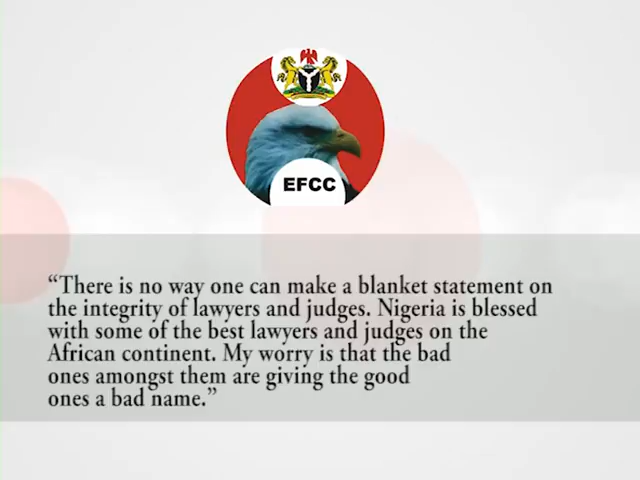 EFCC
“There is no way one can make a blanket statement on
the integrity of lawyers and judges. Nigeria is blessed
with some of the best lawyers and judges on the
African continent. My worry is that the bad
ones amongst them are giving the good
ones a bad name.”